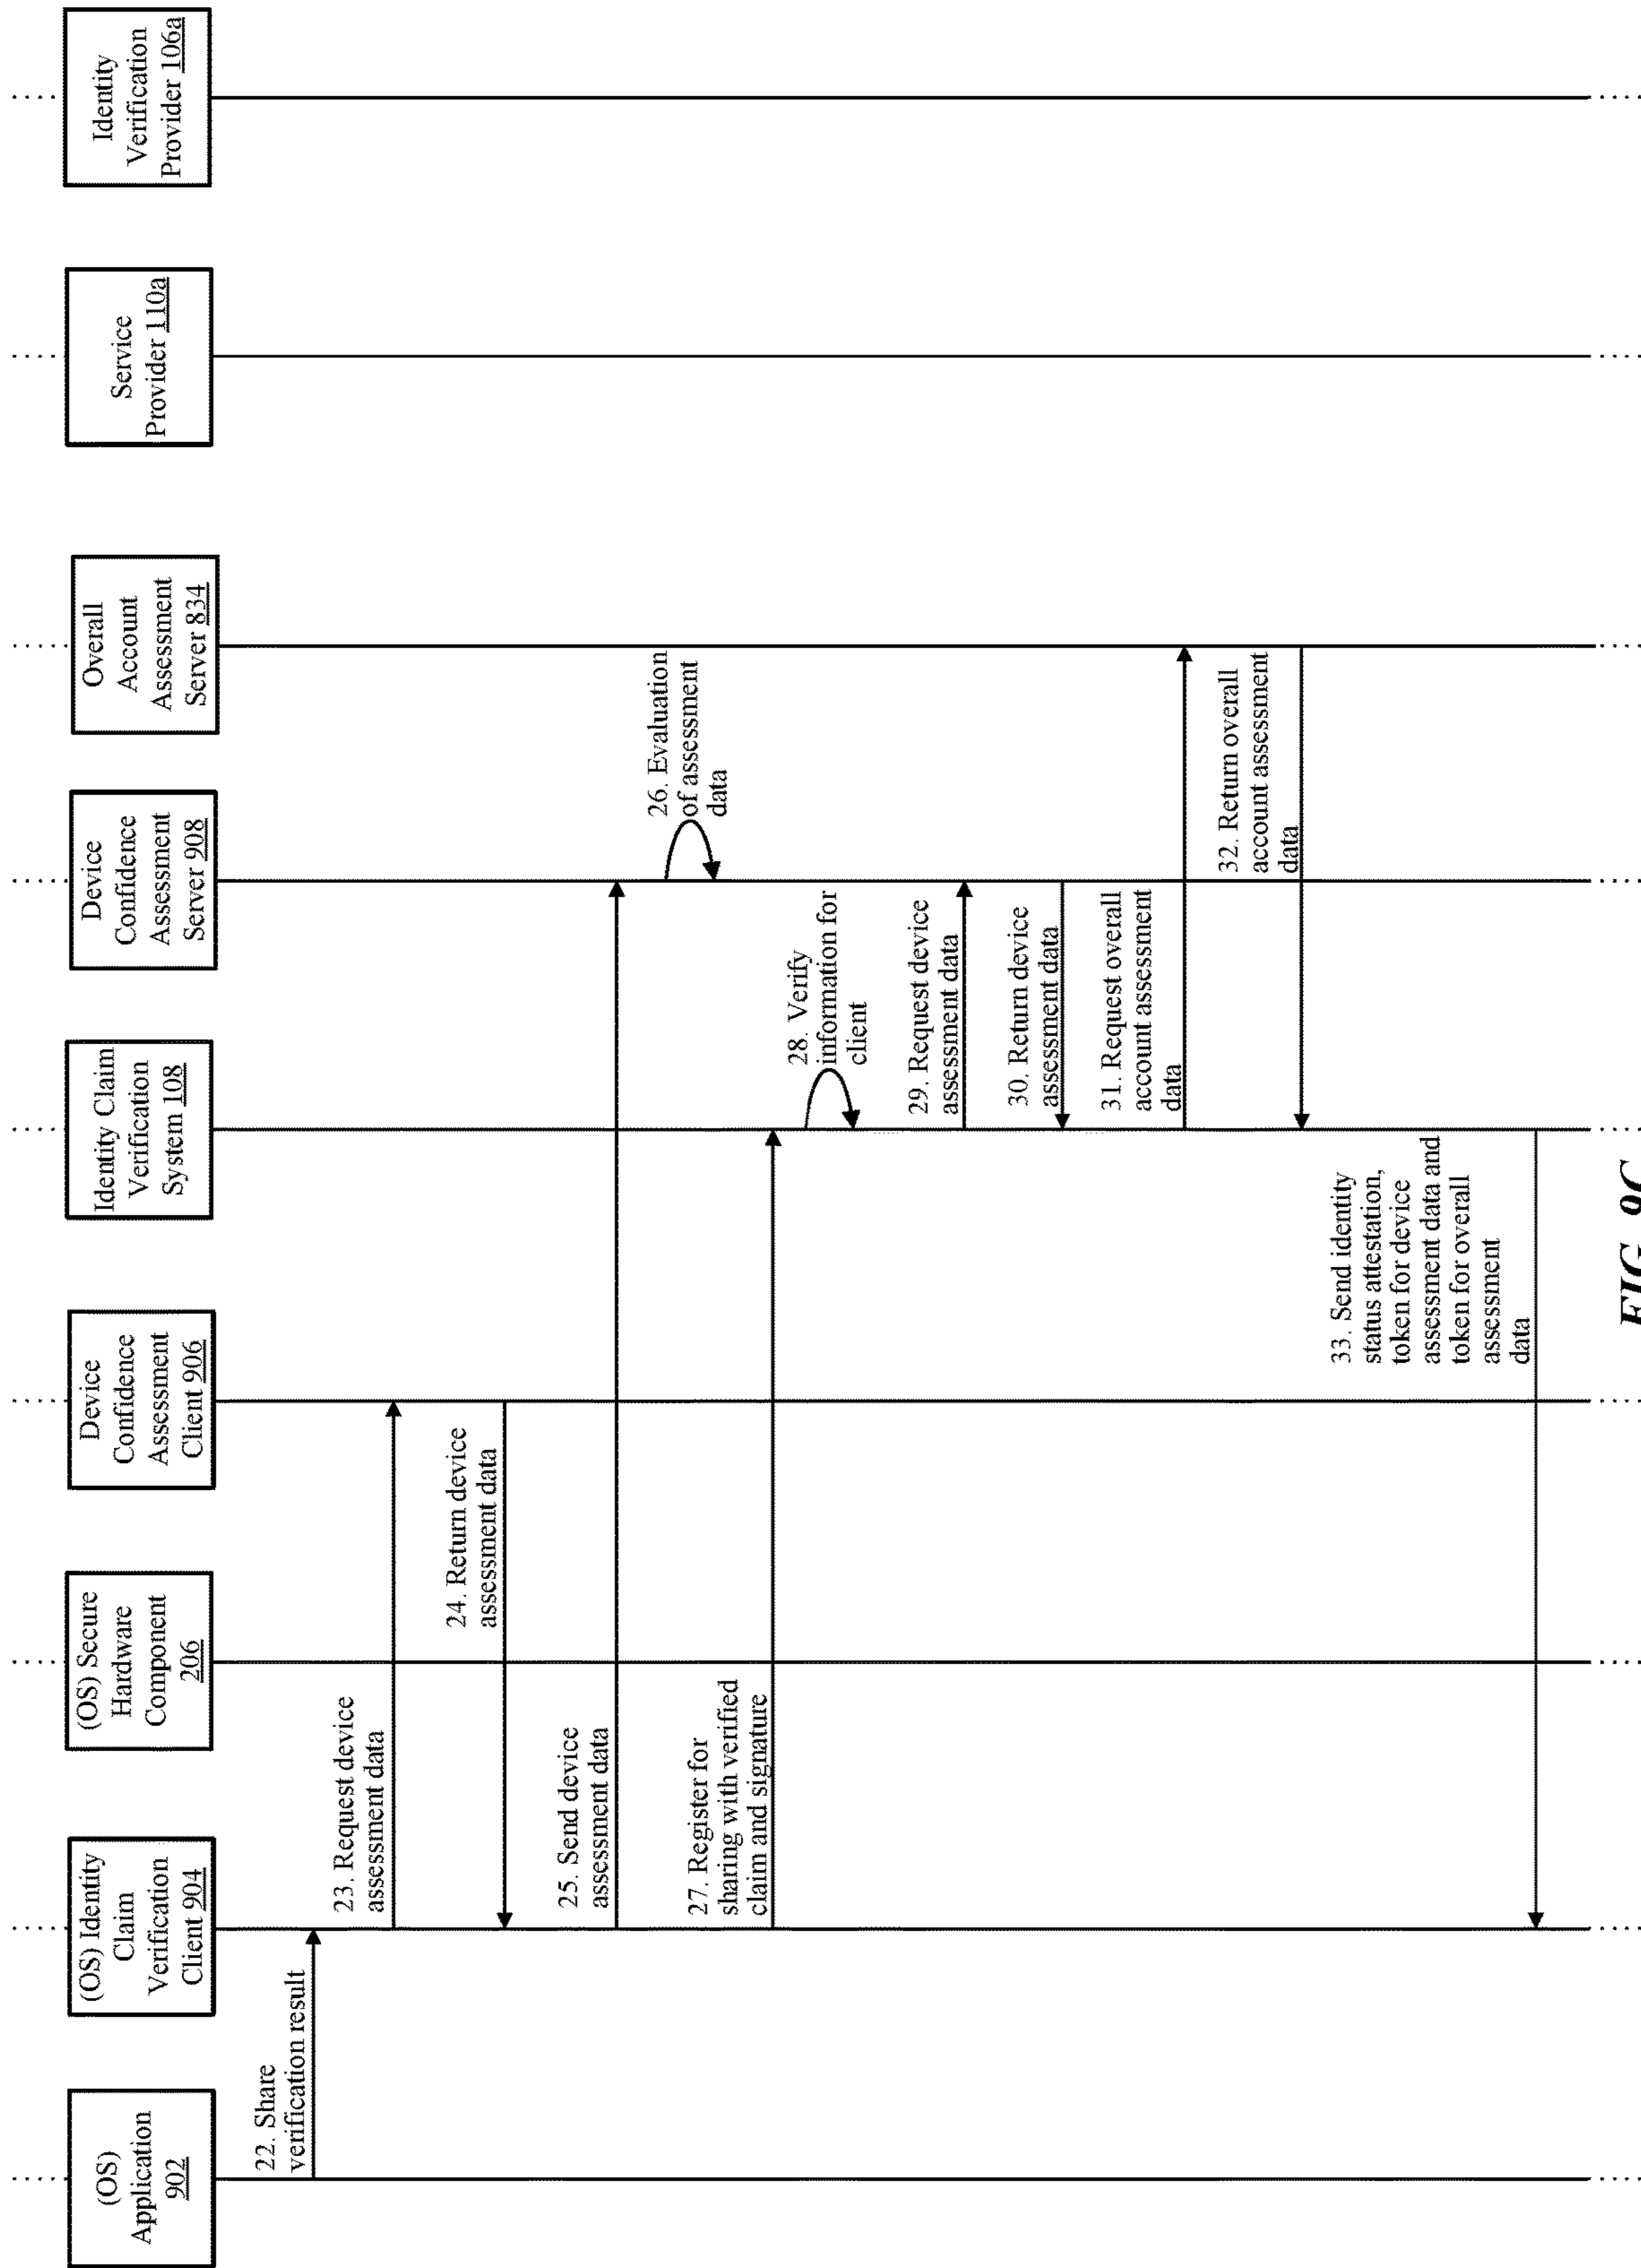 (OS)
Application
902
(OS) Identity
Claim
Verification
Client 904
(OS) Secure
Hardware
Component
206
Device
Confidence
Assessment
Client 906
Identity Claim
Verification
System 108
Device
Confidence
Assessment
Server 908
Overall
Account
Assessment
Server 834
Service
Provider 110a
Identity
Verification
Provider 106a
22. Share
verification result
23. Request device
assessment data
24. Return device
assessment data
25. Send device
assessment data
26. Evaluation
of assessment
data
27. Register for
sharing with verified
claim and signature
28. Verify
information for
client
29. Request device
assessment data
30. Return device
assessment data
31. Request overall
account assessment
data
32. Return overall
account assessment
data
33. Send identity
status attestation,
token for device
assessment data and
token for overall
assessment
data
FIG. 9C